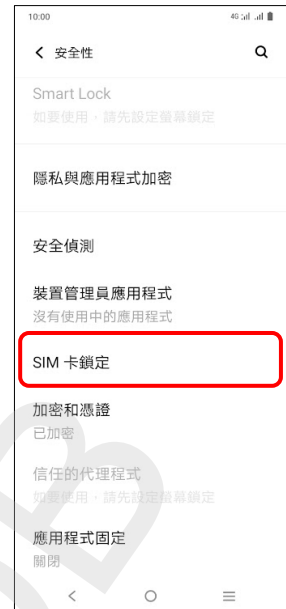 10:00
4G
安全性
Smart Lock
如要使用，請先設定螢幕鎖定
隱私與應用程式加密
安全偵測
裝置管理員應用程式
沒有使用中的應用程式
SIM 卡鎖定
加密和憑證
已加密
信任的代理程式
如要使用，請先設定螢幕鎖定
應用程式固定
關閉